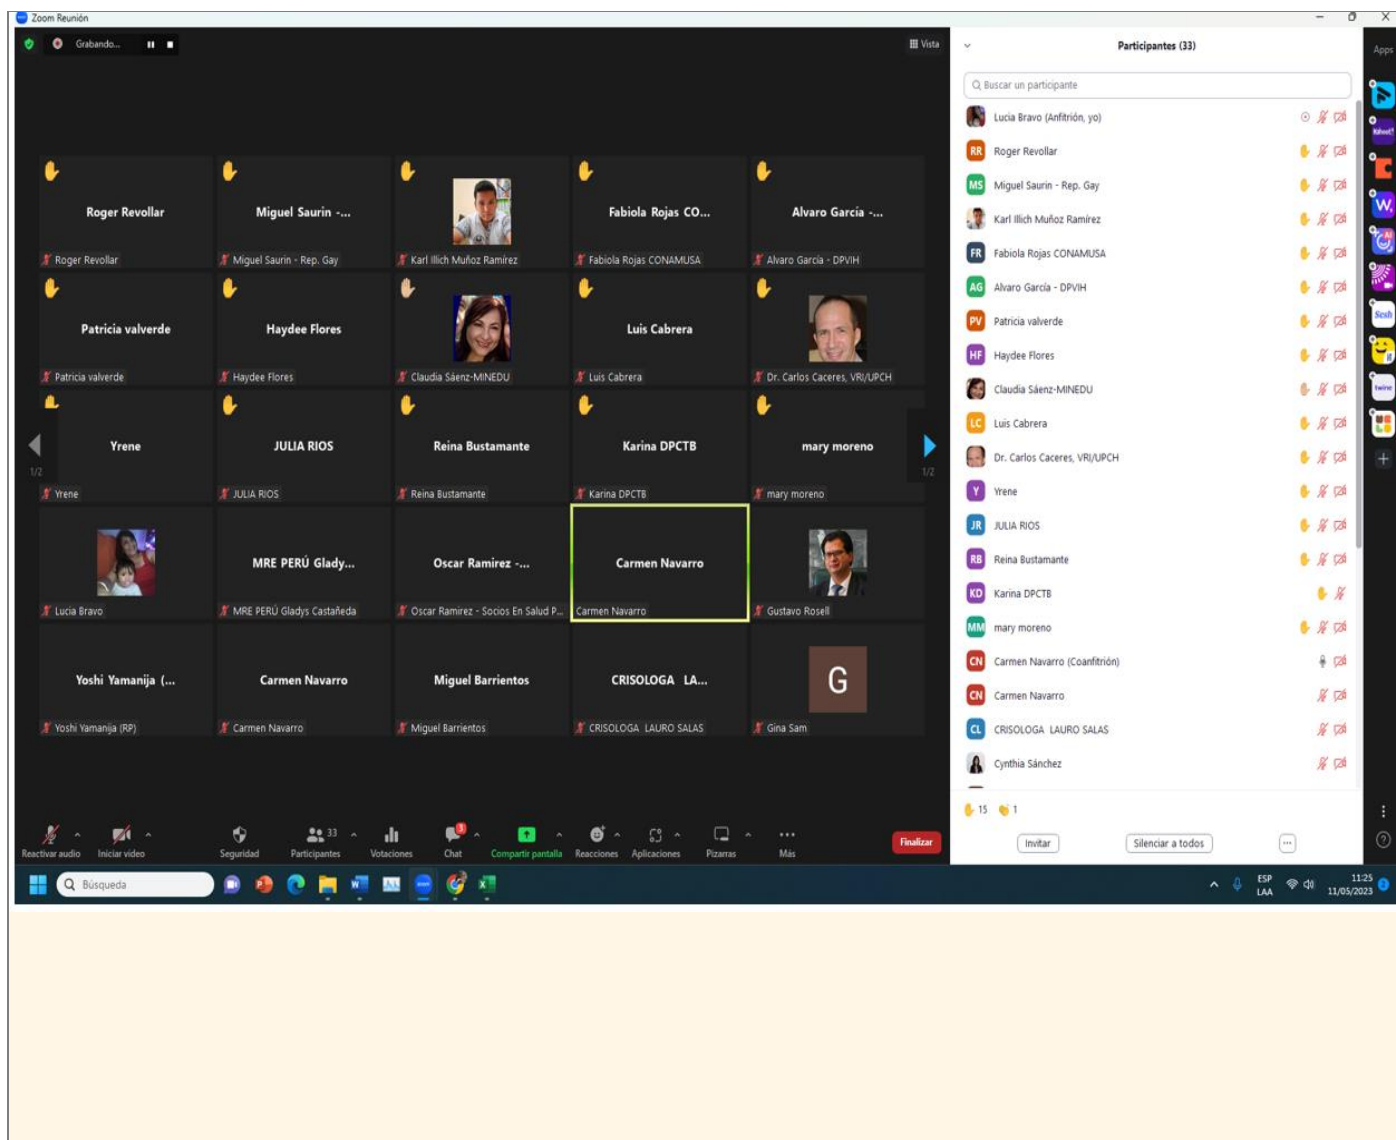 Zoom Reunión
Grabando...
Vista
Roger Revollar
Miguel Saurin -...
Fabiola Rojas CO...
Alvaro García -...
Roger Revollar
Miguel Saurin - Rep. Gay
Karl Illich Muñoz Ramírez
Fabiola Rojas CONAMUSA
Alvaro García - DPVIH
Patricia valverde
Haydee Flores
Luis Cabrera
Patricia valverde
Haydee Flores
Claudia Sáenz-MINEDU
Luis Cabrera
Dr. Carlos Caceres, VRI/UPCH
Yrene
JULIA RIOS
Reina Bustamante
Karina DPCTB
mary moreno
1/2
1/2
Yrene
JULIA RIOS
Reina Bustamante
Karina DPCTB
mary moreno
MRE PERÚ Glady...
Oscar Ramirez -...
Carmen Navarro
Lucia Bravo
MRE PERÚ Gladys Castañeda
Oscar Ramirez - Socios En Salud P...
Carmen Navarro
Gustavo Rosell
Yoshi Yamanija (...
Carmen Navarro
Miguel Barrientos
CRISOLOGA LA...
G
Yoshi Yamanija (RP)
Carmen Navarro
Miguel Barrientos
CRISOLOGA LAURO SALAS
Gina Sam
Reactivar audio
Iniciar video
Seguridad
33
Participantes
Votaciones
3
Chat
Compartir pantalla
Reacciones
Aplicaciones
Pizarras
Más
Finalizar
Participantes (33)
Buscar un participante
Lucia Bravo (Anfitrión, yo)
RR Roger Revollar
MS Miguel Saurin - Rep. Gay
Karl Illich Muñoz Ramírez
FR Fabiola Rojas CONAMUSA
AG Alvaro García - DPVIH
PV Patricia valverde
HF Haydee Flores
Claudia Sáenz-MINEDU
LC Luis Cabrera
Dr. Carlos Caceres, VRI/UPCH
Y Yrene
JR JULIA RIOS
RB Reina Bustamante
KD Karina DPCTB
MM mary moreno
CN Carmen Navarro (Coanfitrión)
CN Carmen Navarro
CL CRISOLOGA LAURO SALAS
Cynthia Sánchez
15 1
Invitar
Silenciar a todos
Apps
Kahoot!
W,
AI
Sesh
twine
Búsqueda
ESP
LAA
11:25
11/05/2023